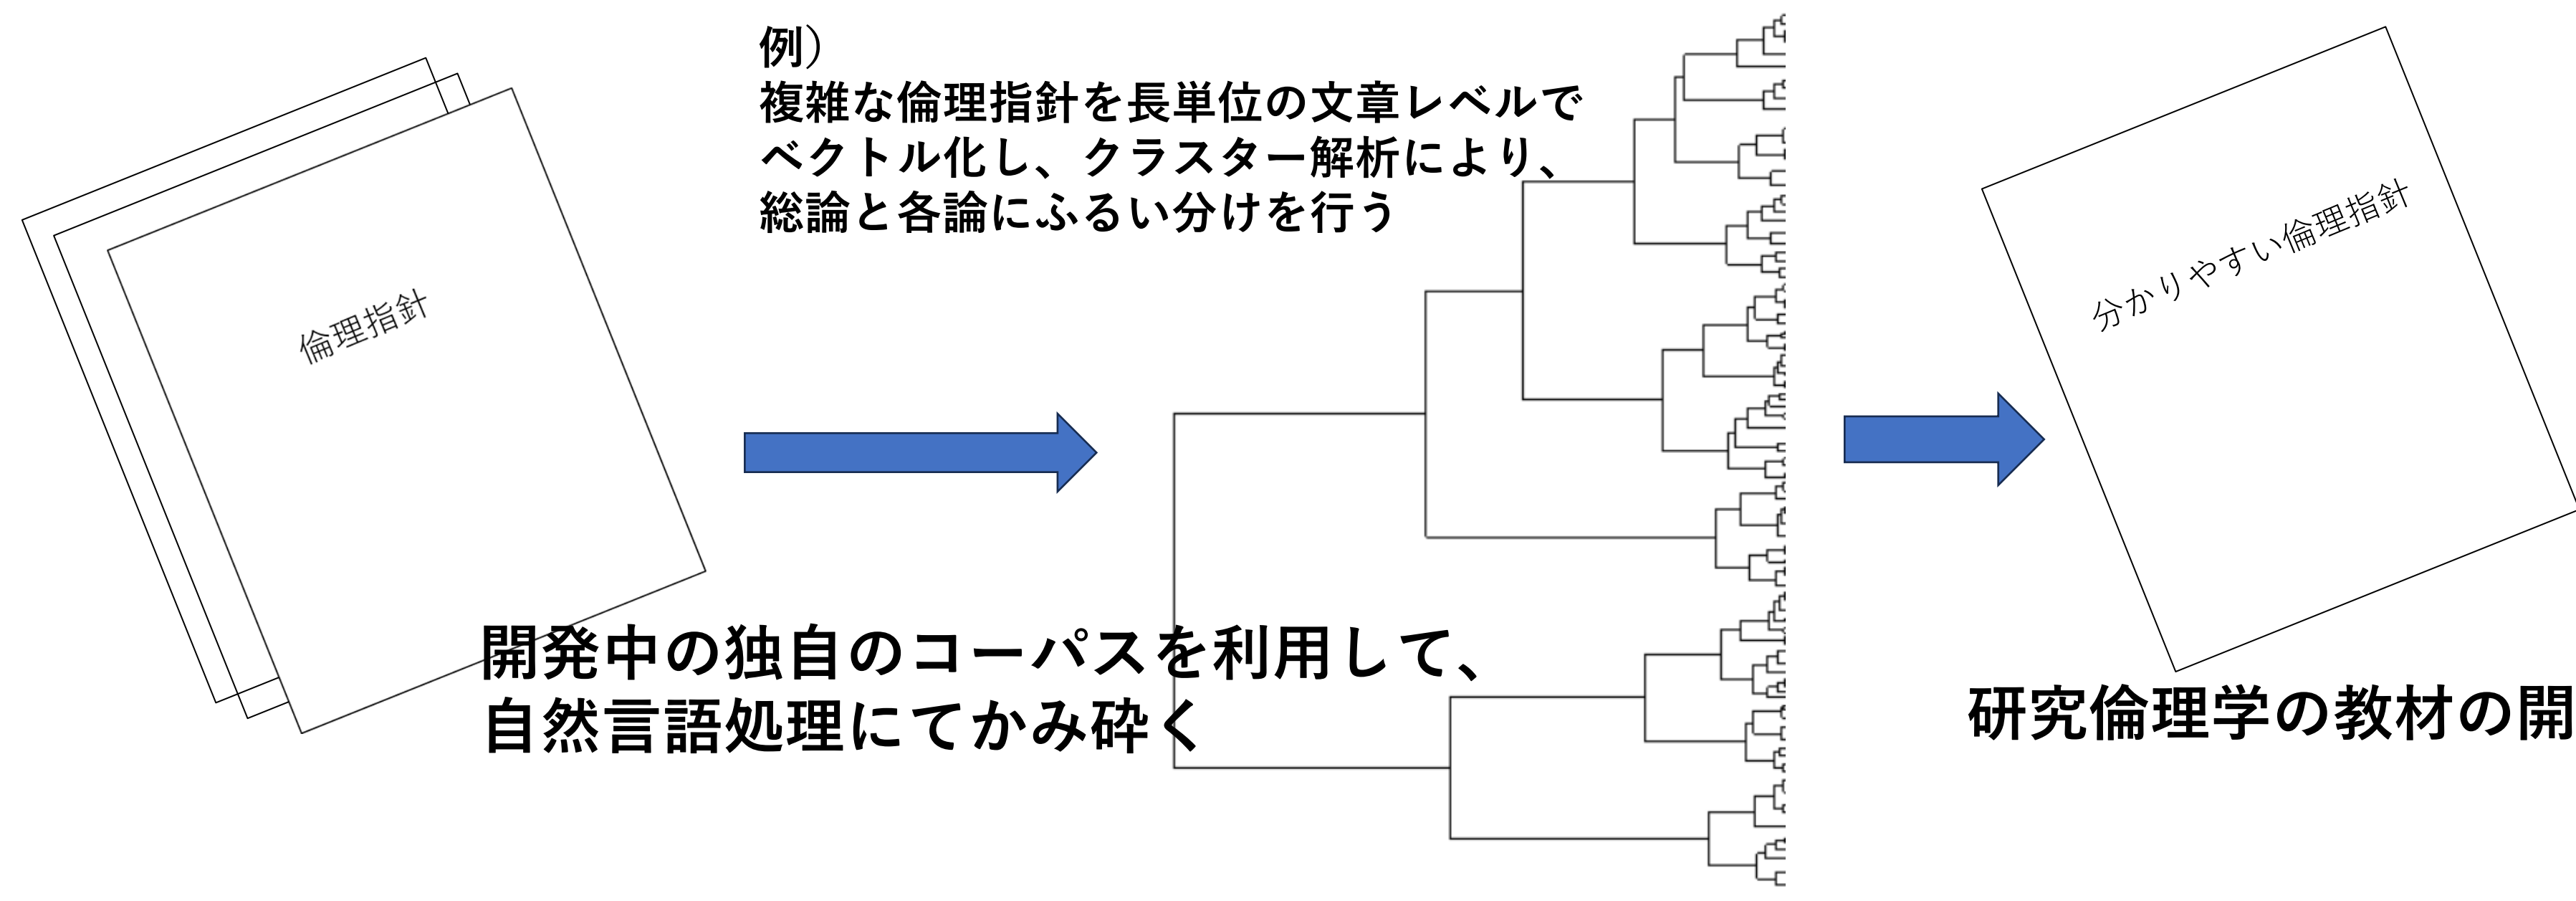 例）
複雑な倫理指針を長単位の文章レベルで
ベクトル化し、クラスター解析により、
総論と各論にふるい分けを行う
倫理指針
分かりやすい倫理指針
開発中の独自のコーパスを利用して、
自然言語処理にてかみ砕く
研究倫理学の教材の開